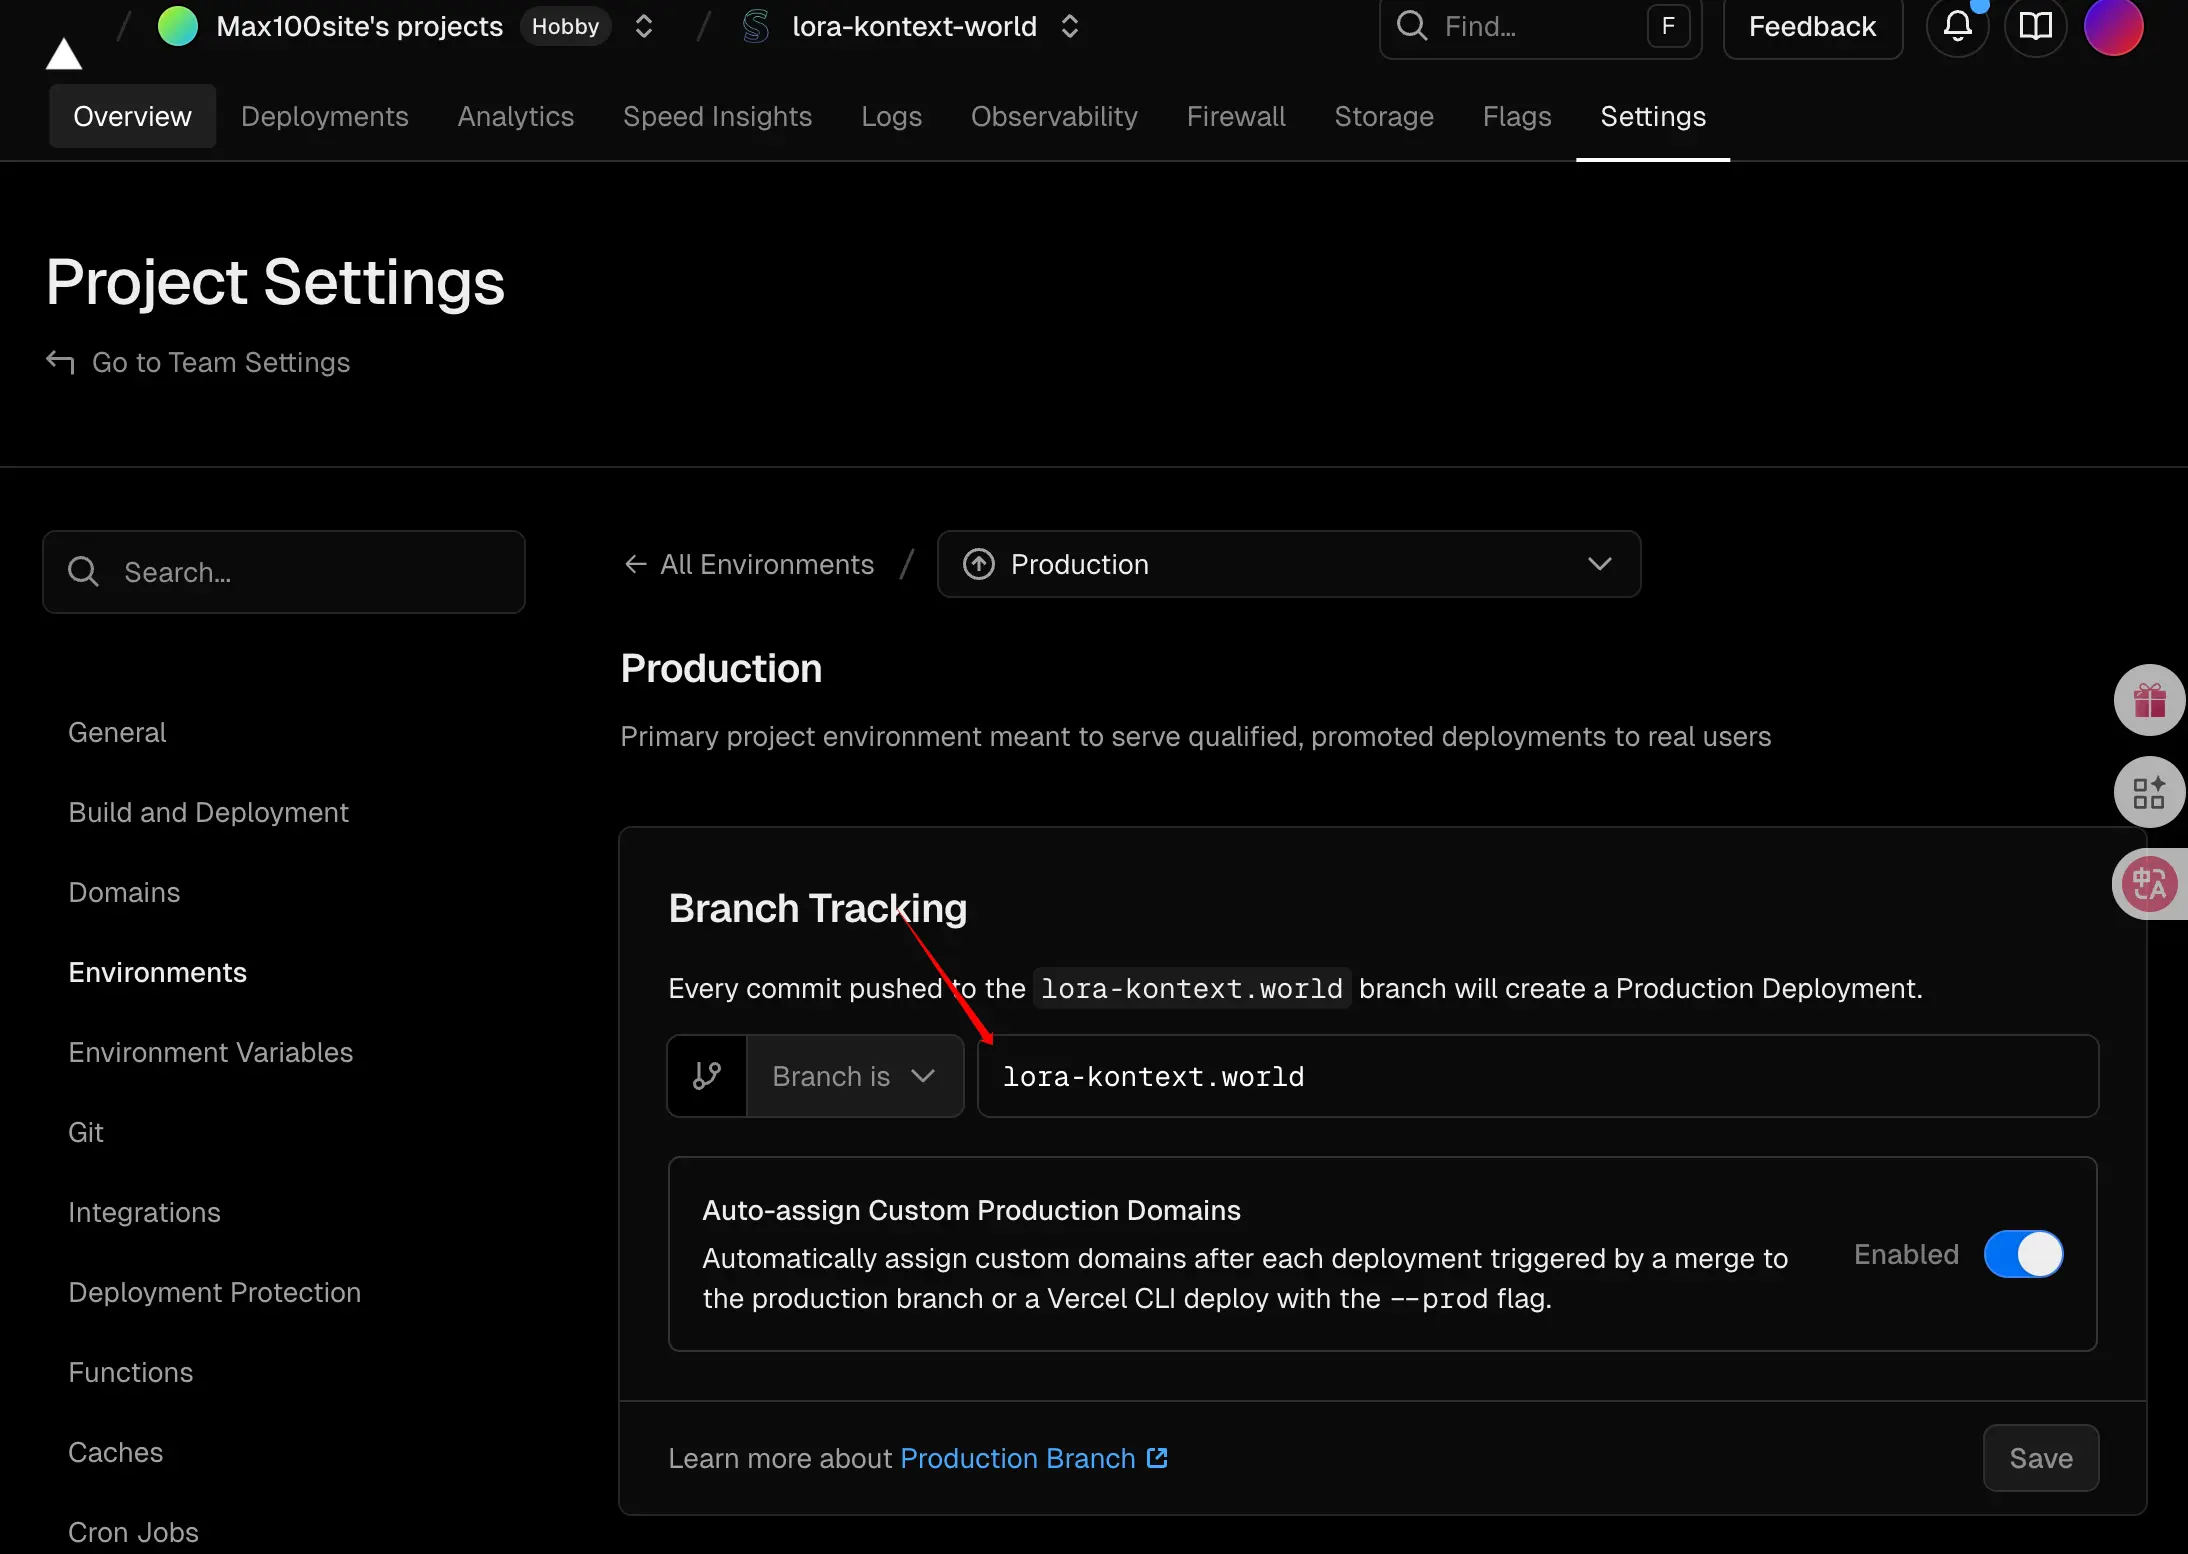 Max100site's projects Hobby lora-kontext-world Find... F Feedback
Overview Deployments Analytics Speed Insights Logs Observability Firewall Storage Flags Settings
Project Settings
Go to Team Settings
Search...
General
Build and Deployment
Domains
Environments
Environment Variables
Git
Integrations
Deployment Protection
Functions
Caches
Cron Jobs
All Environments / Production
Production
Primary project environment meant to serve qualified, promoted deployments to real users
Branch Tracking
Every commit pushed to the lora-kontext.world branch will create a Production Deployment.
Branch is lora-kontext.world
Auto-assign Custom Production Domains
Automatically assign custom domains after each deployment triggered by a merge to
the production branch or a Vercel CLI deploy with the --prod flag.
Enabled
Learn more about Production Branch
Save
中A